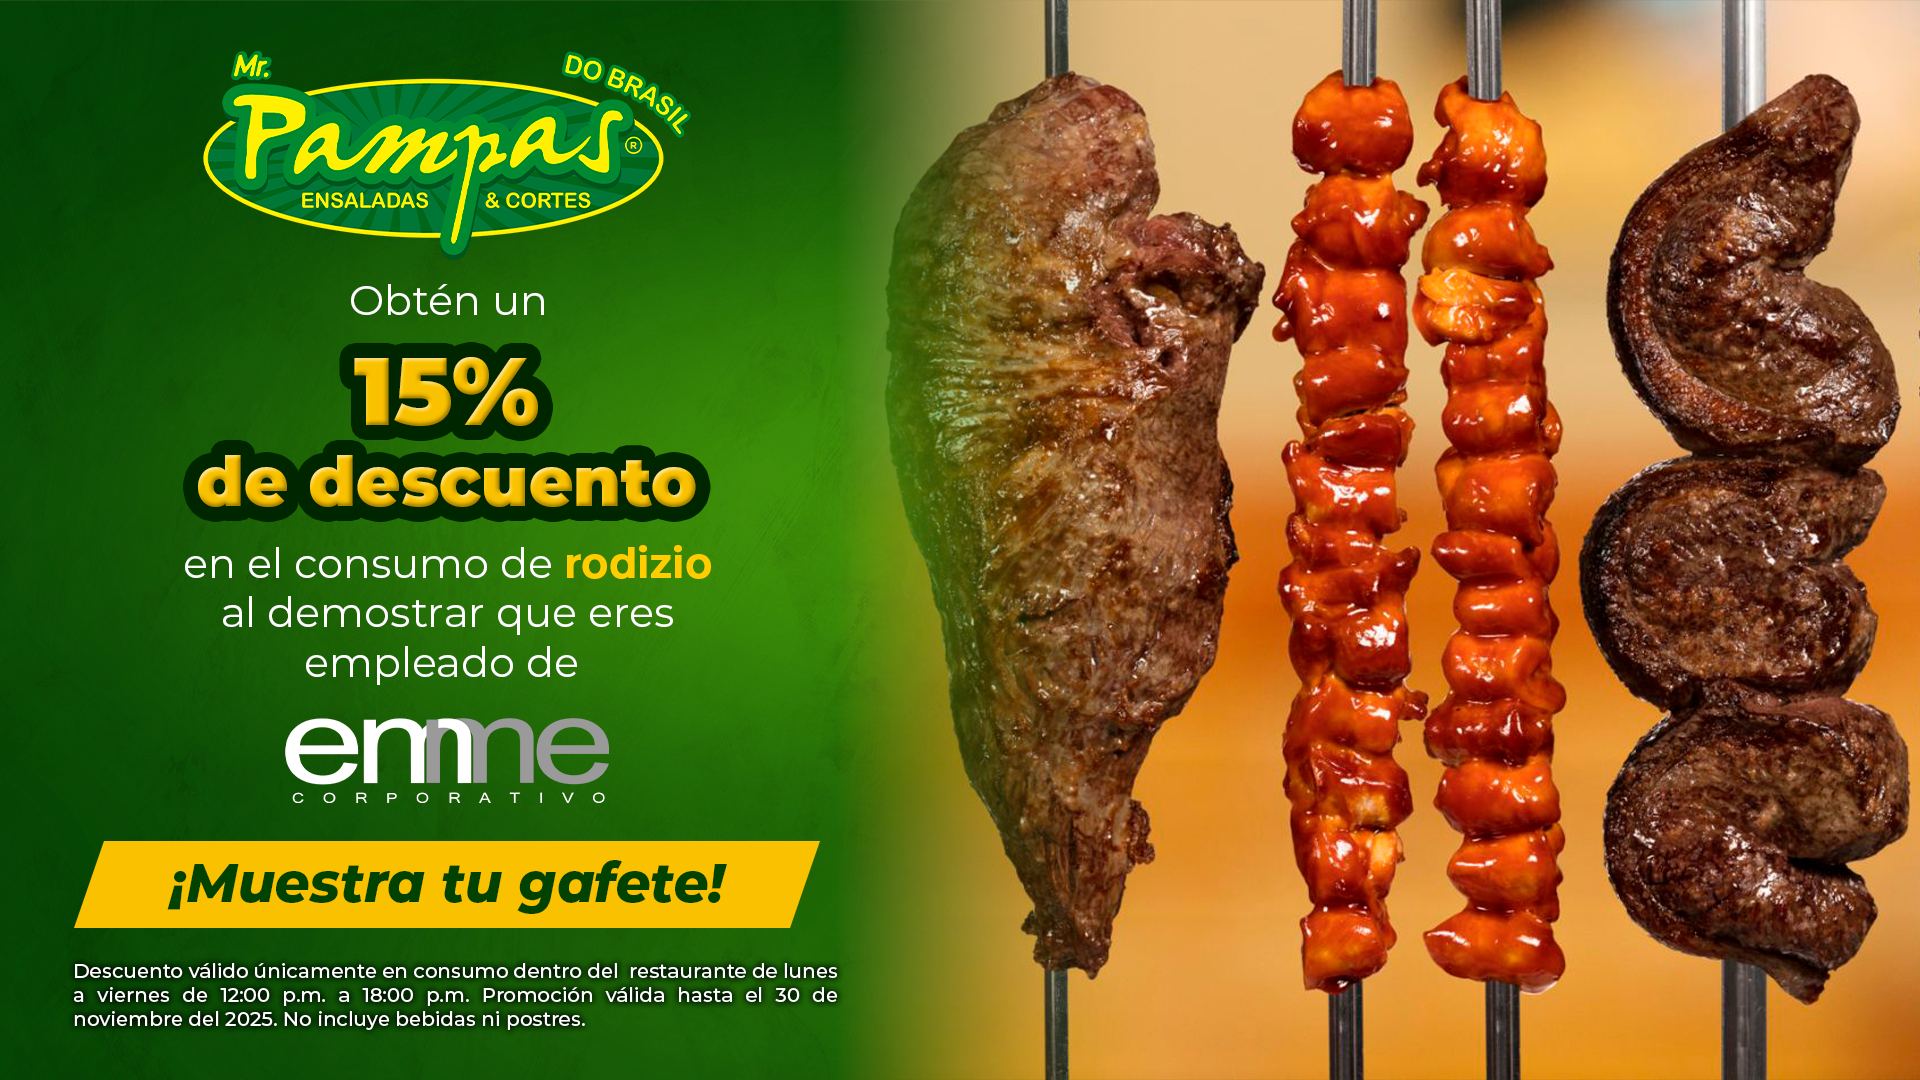 Mr.
DO BRASIL
Pampas®
ENSALADAS & CORTES
Obtén un
15%
de descuento
en el consumo de rodizio
al demostrar que eres
empleado de
emme
CORPORATIVO
¡Muestra tu gafete!
Descuento válido únicamente en consumo dentro del restaurante de lunes
a viernes de 12:00 p.m. a 18:00 p.m. Promoción válida hasta el 30 de
noviembre del 2025. No incluye bebidas ni postres.